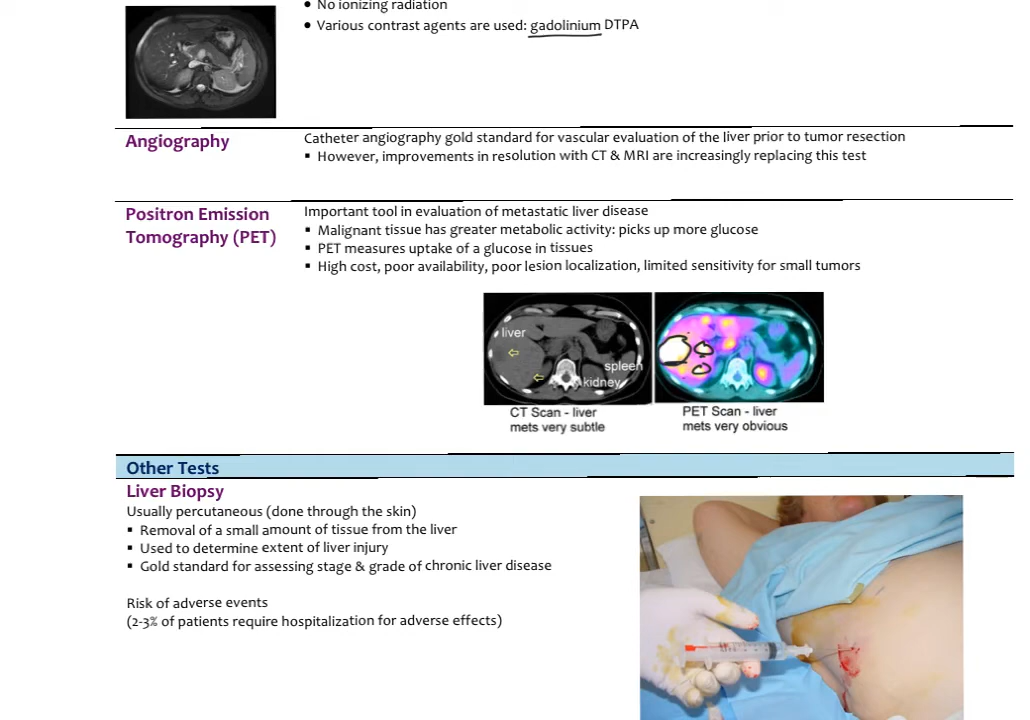 • No ionizing radiation
• Various contrast agents are used: gadolinium DTPA
Angiography
Catheter angiography gold standard for vascular evaluation of the liver prior to tumor resection
▪ However, improvements in resolution with CT & MRI are increasingly replacing this test
Positron Emission
Tomography (PET)
Important tool in evaluation of metastatic liver disease
▪ Malignant tissue has greater metabolic activity: picks up more glucose
▪ PET measures uptake of a glucose in tissues
▪ High cost, poor availability, poor lesion localization, limited sensitivity for small tumors
liver
spleen
kidney
CT Scan - liver
mets very subtle
PET Scan - liver
mets very obvious
Other Tests
Liver Biopsy
Usually percutaneous (done through the skin)
▪ Removal of a small amount of tissue from the liver
▪ Used to determine extent of liver injury
▪ Gold standard for assessing stage & grade of chronic liver disease
Risk of adverse events
(2-3% of patients require hospitalization for adverse effects)